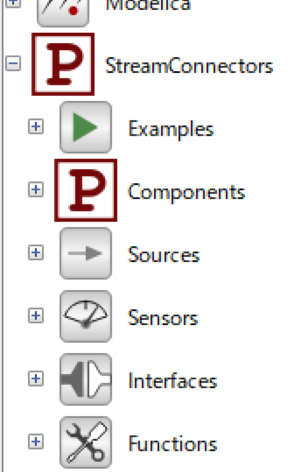 Modelica
P StreamConnectors
Examples
P Components
Sources
Sensors
Interfaces
Functions